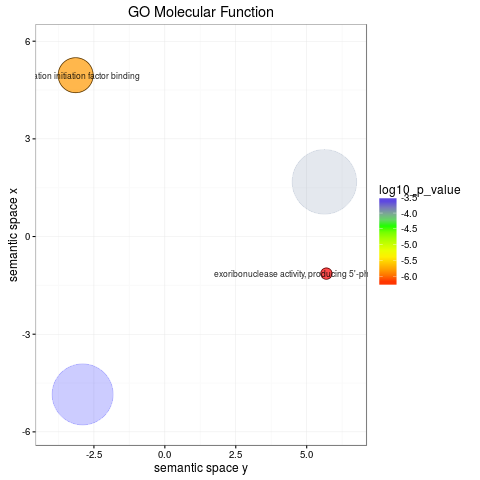 GO Molecular Function
6
3
0
-3
-6
semantic space x
ation initiation factor binding
exoribonuclease activity, producing 5'-ph
-2.5
0.0
2.5
5.0
semantic space y
log10_p_value
-3.5
-4.0
-4.5
-5.0
-5.5
-6.0